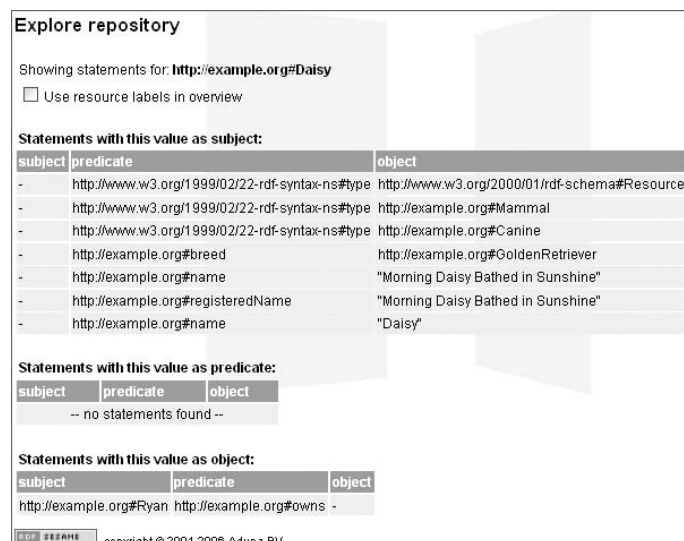 Explore repository
Showing statements for: http://example.org#Daisy
Use resource labels in overview
Statements with this value as subject:
subject predicate object
- http://www.w3.org/1999/02/22-rdf-syntax-ns#type http://www.w3.org/2000/01/rdf-schema#Resource
- http://www.w3.org/1999/02/22-rdf-syntax-ns#type http://example.org#Mammal
- http://www.w3.org/1999/02/22-rdf-syntax-ns#type http://example.org#Canine
- http://example.org#breed http://example.org#GoldenRetriever
- http://example.org#name "Morning Daisy Bathed in Sunshine"
- http://example.org#registeredName "Morning Daisy Bathed in Sunshine"
- http://example.org#name "Daisy"
Statements with this value as predicate:
subject predicate object
-- no statements found --
Statements with this value as object:
subject predicate object
http://example.org#Ryan http://example.org#owns -
RDF SESAME copyright © 2001-2006 Aduna BV